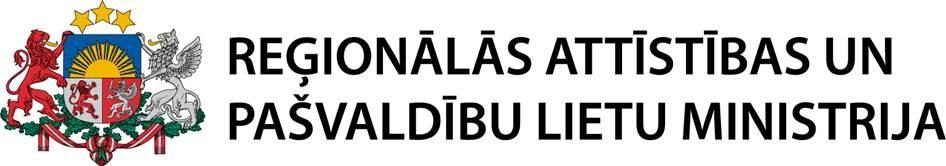 REĢIONĀLĀS ATTĪSTĪBAS UN
PAŠVALDĪBU LIETU MINISTRIJA